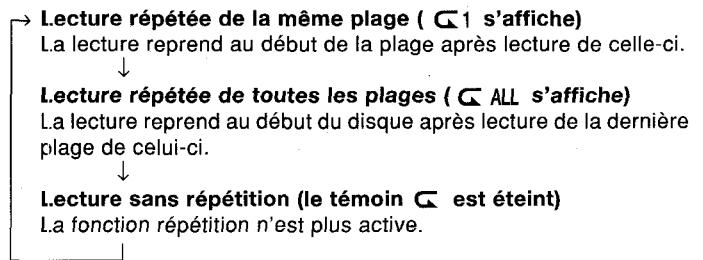 Lecture répétée de la même plage ( ⊂1 s'affiche)
La lecture reprend au début de la plage après lecture de celle-ci.
↓
Lecture répétée de toutes les plages ( ⊂ ALL s'affiche)
La lecture reprend au début du disque après lecture de la dernière
plage de celui-ci.
↓
Lecture sans répétition (le témoin ⊂ est éteint)
La fonction répétition n'est plus active.